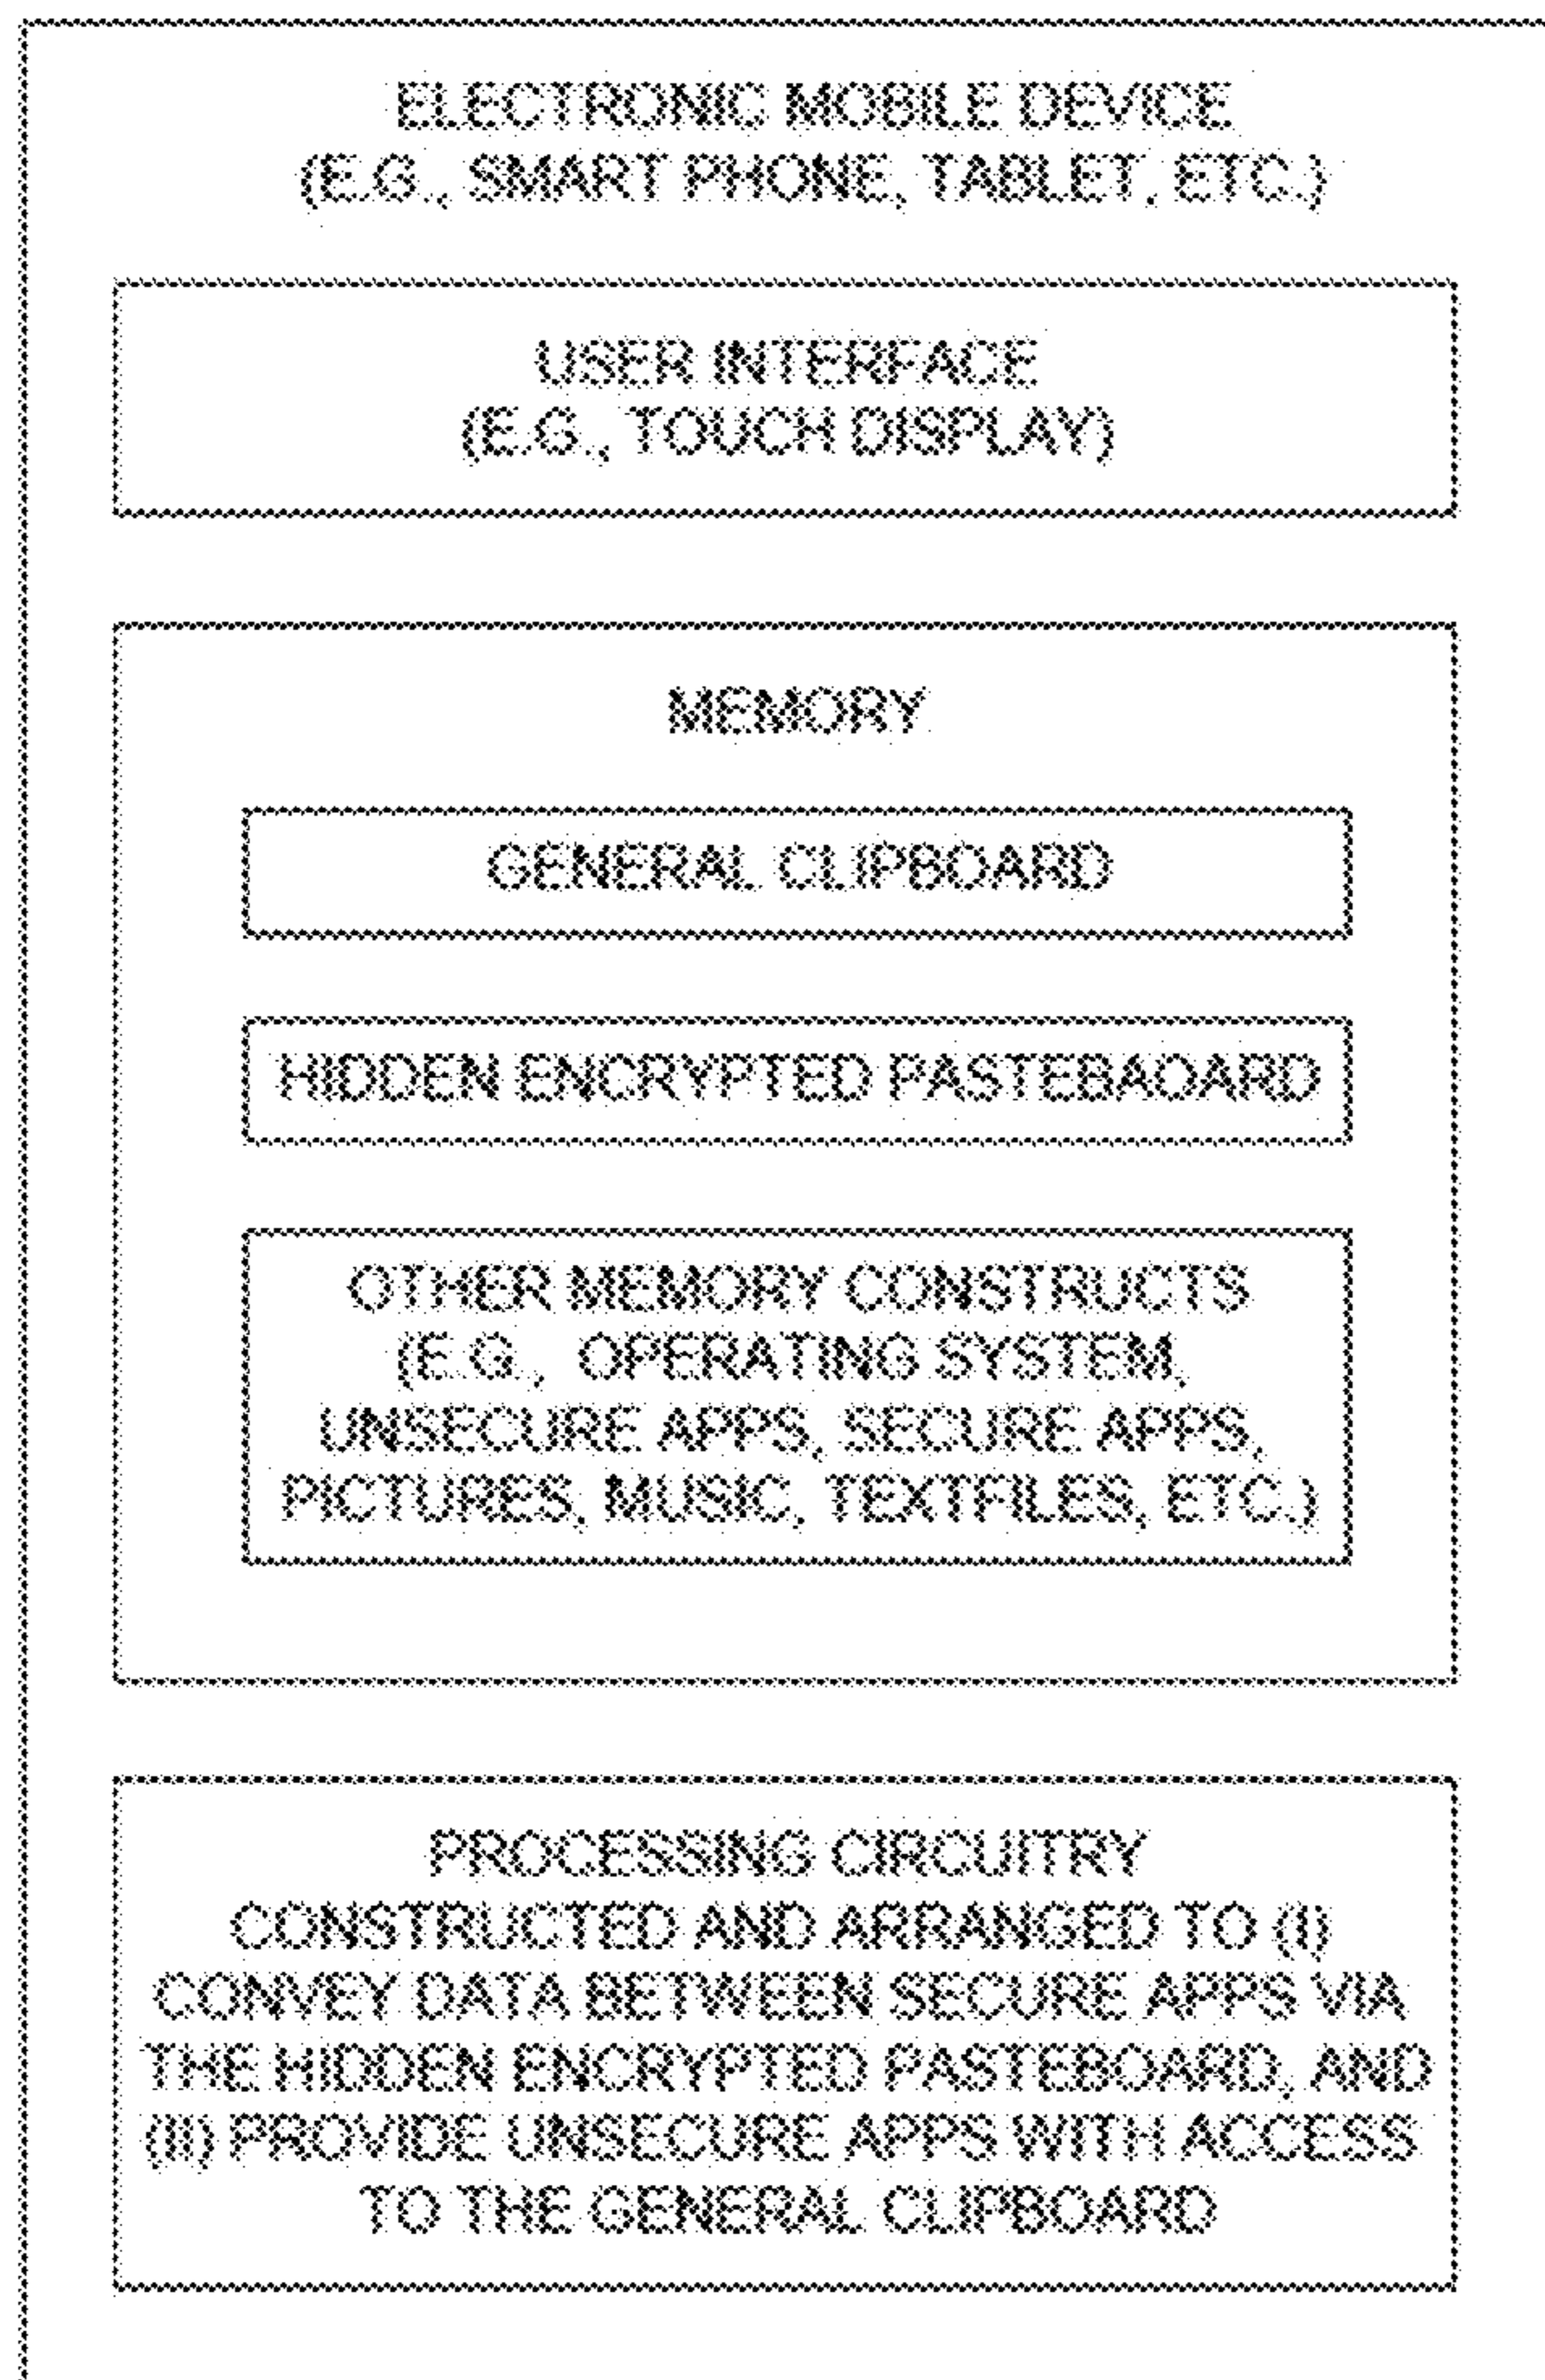 ELECTRONIC MOBILE DEVICE
(E.G., SMART PHONE, TABLET, ETC.)
USER INTERFACE
(E.G., TOUCH DISPLAY)
MEMORY
GENERAL CLIPBOARD
HIDDEN ENCRYPTED PASTEBAOARD
OTHER MEMORY CONSTRUCTS
(E.G., OPERATING SYSTEM,
UNSECURE APPS, SECURE APPS,
PICTURES, MUSIC, TEXTFILES, ETC.)
PROCESSING CIRCUITRY
CONSTRUCTED AND ARRANGED TO (I)
CONVEY DATA BETWEEN SECURE APPS VIA
THE HIDDEN ENCRYPTED PASTEBOARD, AND
(II) PROVIDE UNSECURE APPS WITH ACCESS
TO THE GENERAL CLIPBOARD